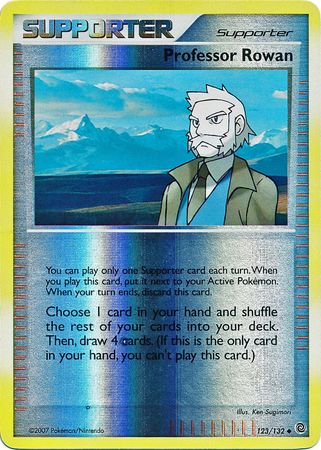 SUPPORTER Supporter
Professor Rowan
You can play only one Supporter card each turn. When
you play this card, put it next to your Active Pokémon.
When your turn ends, discard this card.
Choose 1 card in your hand and shuffle
the rest of your cards into your deck.
Then, draw 4 cards. (If this is the only card
in your hand, you can't play this card.)
Illus. Ken Sugimori
©2007 Pokémon/Nintendo 123/132